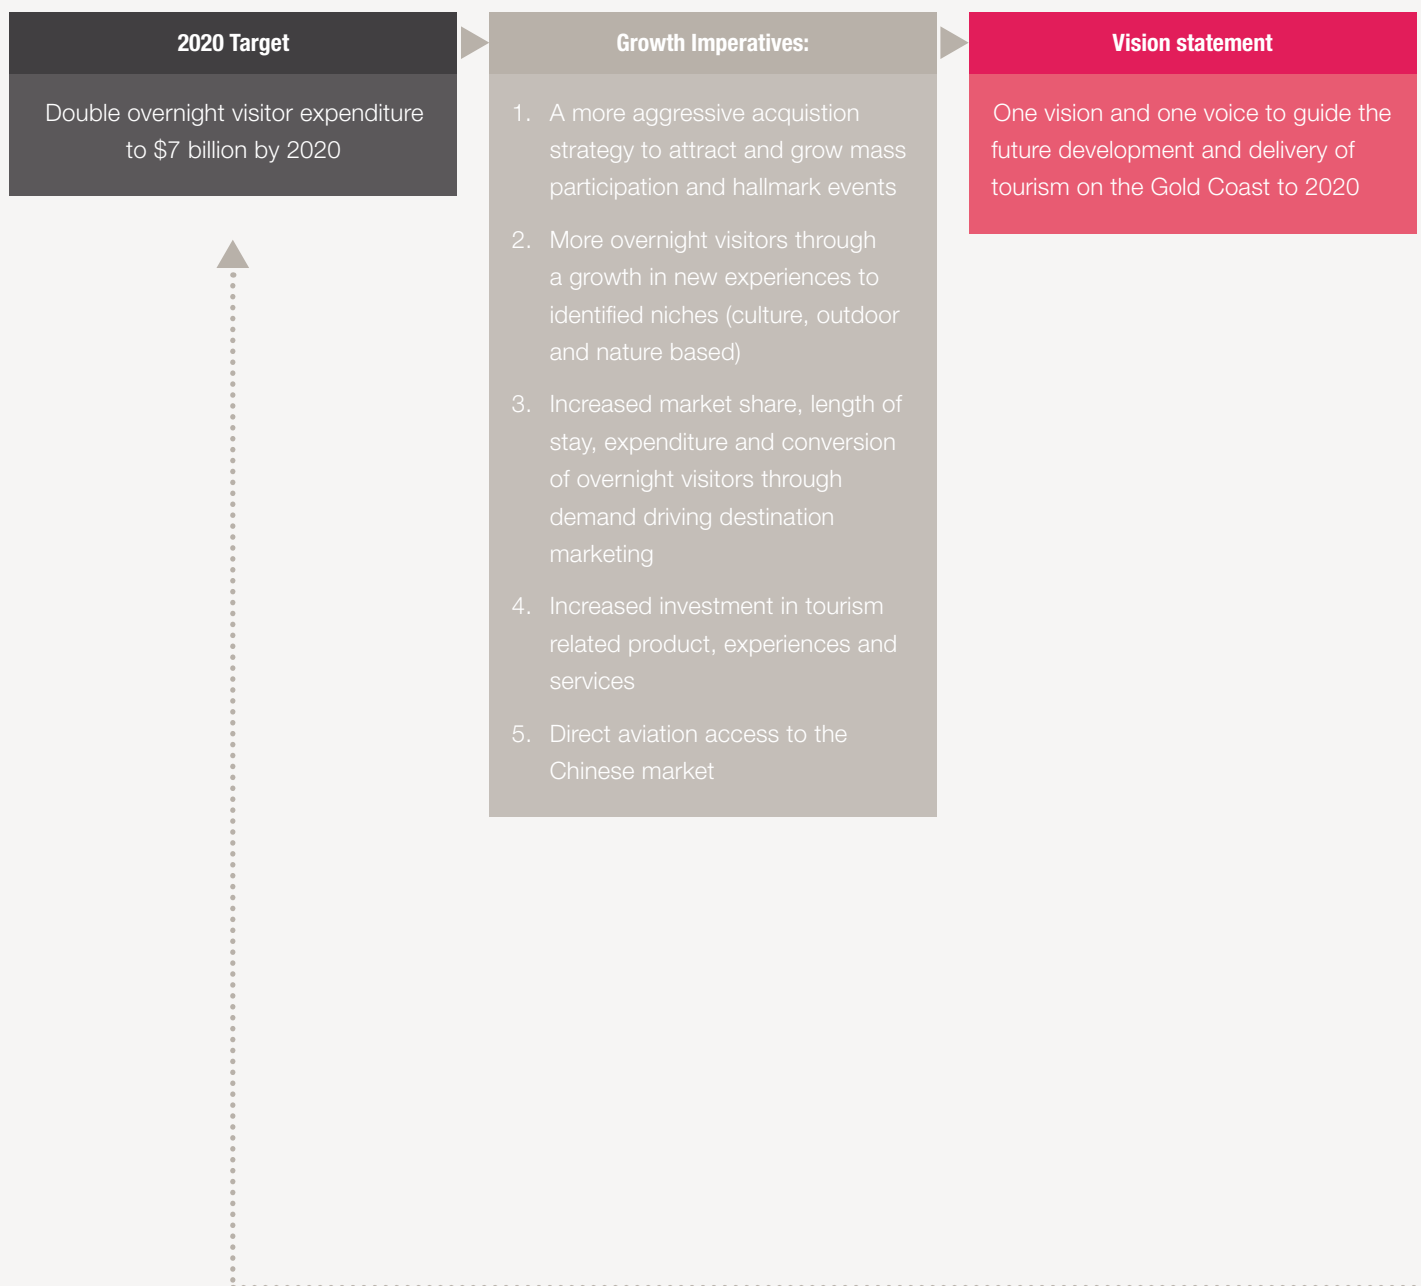 2020 Target
Double overnight visitor expenditure
to $7 billion by 2020
Growth Imperatives:
1. A more aggressive acquistion
strategy to attract and grow mass
participation and hallmark events
2. More overnight visitors through
a growth in new experiences to
identified niches (culture, outdoor
and nature based)
3. Increased market share, length of
stay, expenditure and conversion
of overnight visitors through
demand driving destination
marketing
4. Increased investment in tourism
related product, experiences and
services
5. Direct aviation access to the
Chinese market
Vision statement
One vision and one voice to guide the
future development and delivery of
tourism on the Gold Coast to 2020